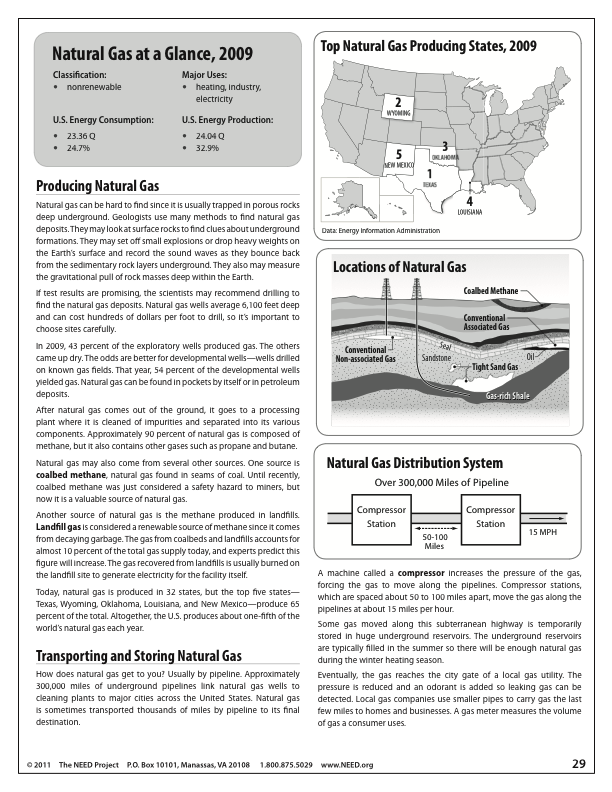 Natural Gas at a Glance, 2009
Classification:
• nonrenewable
Major Uses:
• heating, industry,
electricity
U.S. Energy Consumption:
• 23.36 Q
• 24.7%
U.S. Energy Production:
• 24.04 Q
• 32.9%
Producing Natural Gas
Natural gas can be hard to find since it is usually trapped in porous rocks
deep underground. Geologists use many methods to find natural gas
deposits. They may look at surface rocks to find clues about underground
formations. They may set off small explosions or drop heavy weights on
the Earth's surface and record the sound waves as they bounce back
from the sedimentary rock layers underground. They also may measure
the gravitational pull of rock masses deep within the Earth.
If test results are promising, the scientists may recommend drilling to
find the natural gas deposits. Natural gas wells average 6,100 feet deep
and can cost hundreds of dollars per foot to drill, so it's important to
choose sites carefully.
In 2009, 43 percent of the exploratory wells produced gas. The others
came up dry. The odds are better for developmental wells—wells drilled
on known gas fields. That year, 54 percent of the developmental wells
yielded gas. Natural gas can be found in pockets by itself or in petroleum
deposits.
After natural gas comes out of the ground, it goes to a processing
plant where it is cleaned of impurities and separated into its various
components. Approximately 90 percent of natural gas is composed of
methane, but it also contains other gases such as propane and butane.
Natural gas may also come from several other sources. One source is
coalbed methane, natural gas found in seams of coal. Until recently,
coalbed methane was just considered a safety hazard to miners, but
now it is a valuable source of natural gas.
Another source of natural gas is the methane produced in landfills.
Landfill gas is considered a renewable source of methane since it comes
from decaying garbage. The gas from coalbeds and landfills accounts for
almost 10 percent of the total gas supply today, and experts predict this
figure will increase. The gas recovered from landfills is usually burned on
the landfill site to generate electricity for the facility itself.
Today, natural gas is produced in 32 states, but the top five states—
Texas, Wyoming, Oklahoma, Louisiana, and New Mexico—produce 65
percent of the total. Altogether, the U.S. produces about one-fifth of the
world's natural gas each year.
Transporting and Storing Natural Gas
How does natural gas get to you? Usually by pipeline. Approximately
300,000 miles of underground pipelines link natural gas wells to
cleaning plants to major cities across the United States. Natural gas
is sometimes transported thousands of miles by pipeline to its final
destination.
Top Natural Gas Producing States, 2009
2
WYOMING
3
OKLAHOMA
5
NEW MEXICO
1
TEXAS
4
LOUISIANA
Data: Energy Information Administration
Locations of Natural Gas
Coalbed Methane
Conventional
Associated Gas
Conventional
Non-associated Gas
Seal
Sandstone
Oil
Tight Sand Gas
Gas-rich Shale
Natural Gas Distribution System
Over 300,000 Miles of Pipeline
Compressor
Station
Compressor
Station
50-100
Miles
15 MPH
A machine called a compressor increases the pressure of the gas,
forcing the gas to move along the pipelines. Compressor stations,
which are spaced about 50 to 100 miles apart, move the gas along the
pipelines at about 15 miles per hour.
Some gas moved along this subterranean highway is temporarily
stored in huge underground reservoirs. The underground reservoirs
are typically filled in the summer so there will be enough natural gas
during the winter heating season.
Eventually, the gas reaches the city gate of a local gas utility. The
pressure is reduced and an odorant is added so leaking gas can be
detected. Local gas companies use smaller pipes to carry gas the last
few miles to homes and businesses. A gas meter measures the volume
of gas a consumer uses.
© 2011 The NEED Project P.O. Box 10101, Manassas, VA 20108 1.800.875.5029 www.NEED.org
29